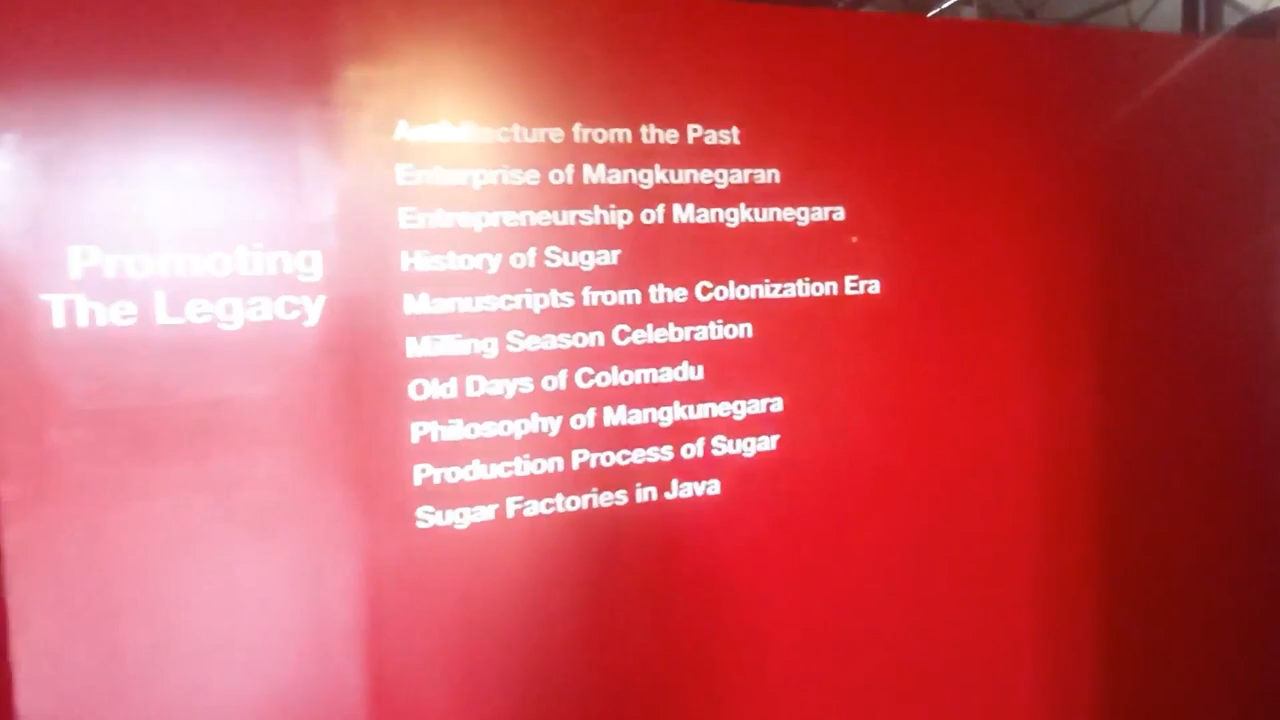 Promoting
The Legacy
Architecture from the Past
Enterprise of Mangkunegaran
Entrepreneurship of Mangkunegara
History of Sugar
Manuscripts from the Colonization Era
Milling Season Celebration
Old Days of Colomadu
Philosophy of Mangkunegara
Production Process of Sugar
Sugar Factories in Java